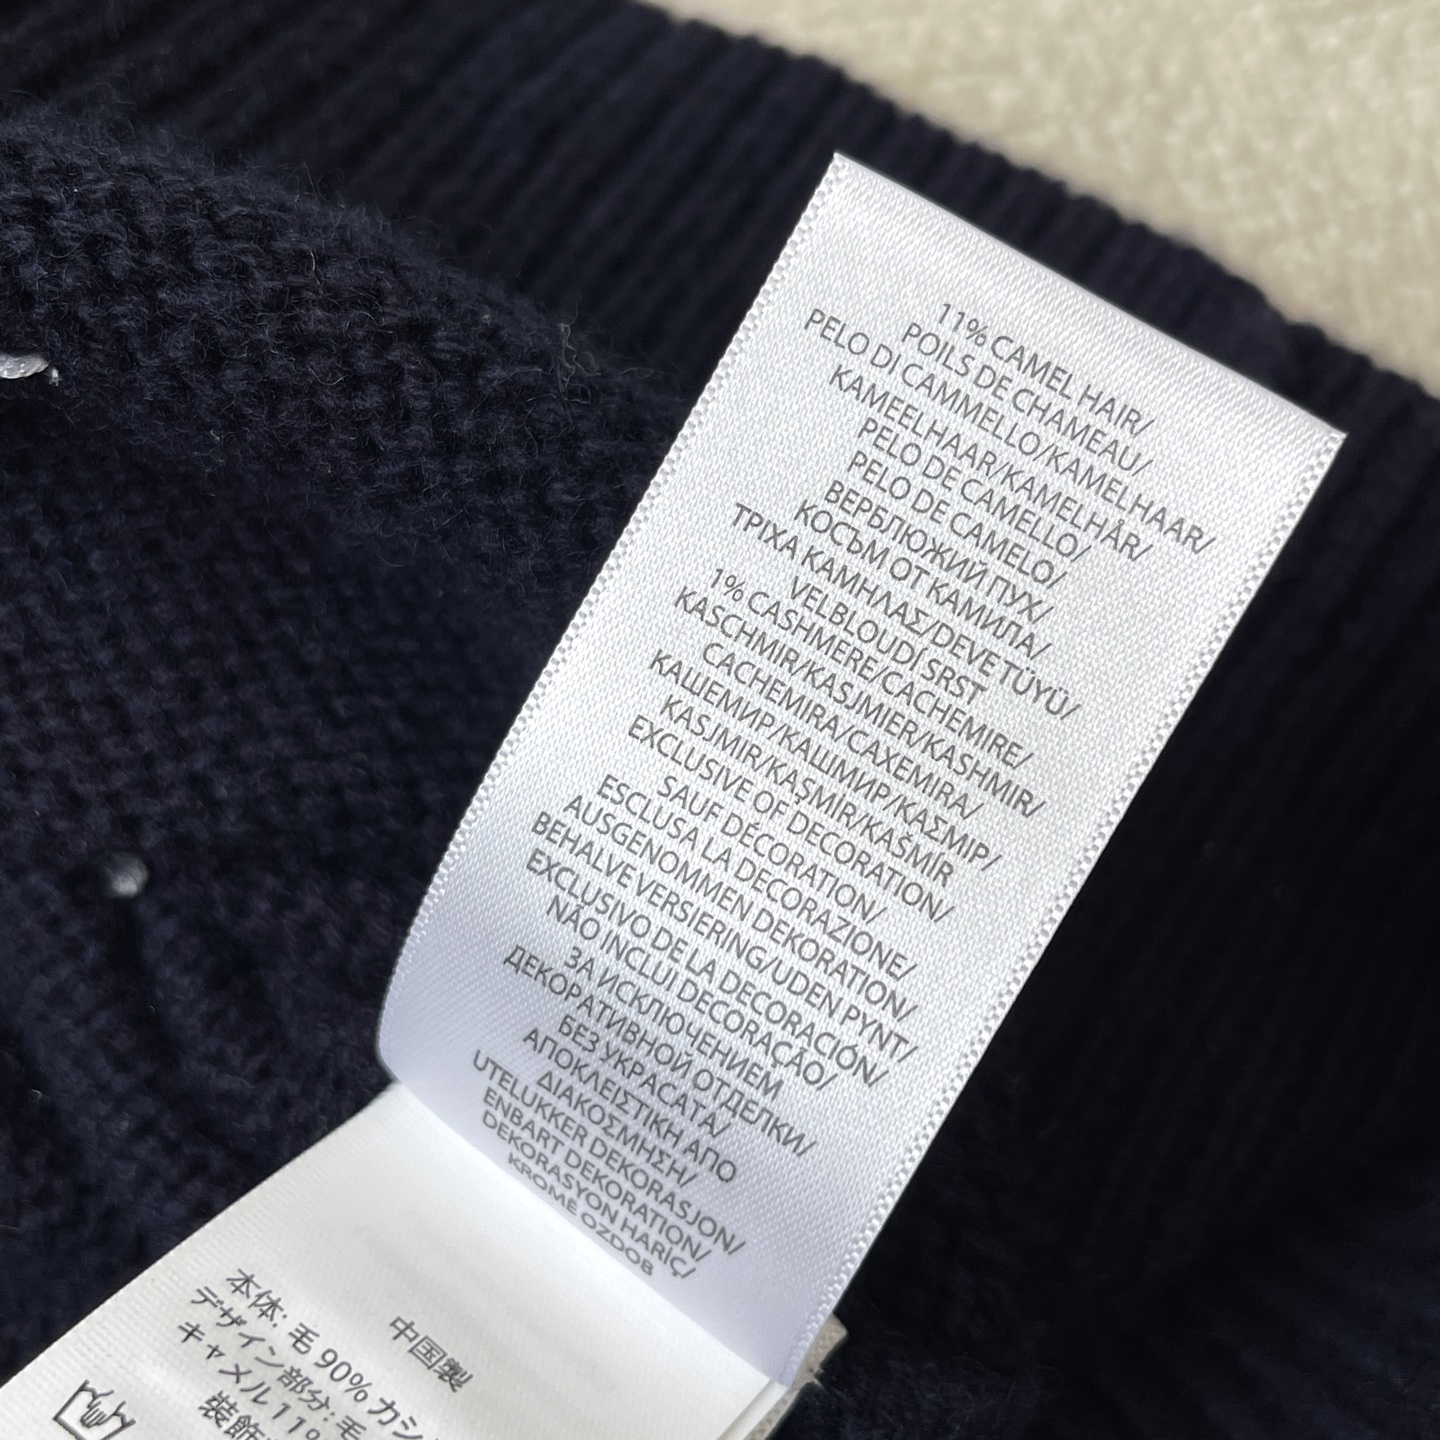 11% CAMEL HAIR/
POILS DE CHAMEAU/
PELO DI CAMMELLO/KAMELHAAR/
KAMEELHAAR/KAMELHÅR/
PELO DE CAMELLO/
PELO DE CAMELO/
ВЕРБЛЮЖИЙ ПУХ/
КОСЪМ ОТ КАМИЛА/
ΤΡΙΧΑ ΚΑΜΗΛΑΣ/DEVE TÜYÜ/
VELBLOUDÍ SRST
1% CASHMERE/CACHEMIRE/
KASCHMIR/KASJMIER/KASHMIR/
CACHEMIRA/CAXEMIRA/
КАШЕМИР/КАШМИР/ΚΑΣΜΙΡ/
KASJMIR/KAŞMIR/KAŠMÍR
EXCLUSIVE OF DECORATION/
SAUF DÉCORATION/
ESCLUSA LA DECORAZIONE/
AUSGENOMMEN DEKORATION/
BEHALVE VERSIERING/UDEN PYNT/
EXCLUSIVO DE LA DECORACIÓN/
NÃO INCLUI DECORAÇÃO/
ЗА ИСКЛЮЧЕНИЕМ
ДЕКОРАТИВНОЙ ОТДЕЛКИ/
БЕЗ УКРАСАТА/
ΑΠΟΚΛΕΙΣΤΙΚΗ ΑΠΟ
ΔΙΑΚΟΣΜΗΣΗ/
UTELUKKER DEKORASJON/
ENBART DEKORATION/
DEKORASYON HARIÇ/
KROMĚ OZDOB
中国製
本体: 毛 90% カシ
デザイン部分: 毛
キャメル 11%
装飾